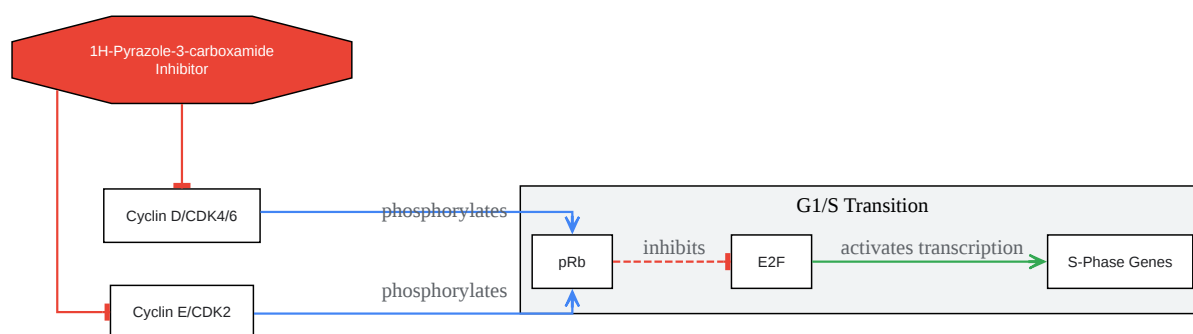 1H-Pyrazole-3-carboxamide
Inhibitor
Cyclin D/CDK4/6
phosphorylates
G1/S Transition
pRb
inhibits
E2F
activates transcription
S-Phase Genes
phosphorylates
Cyclin E/CDK2